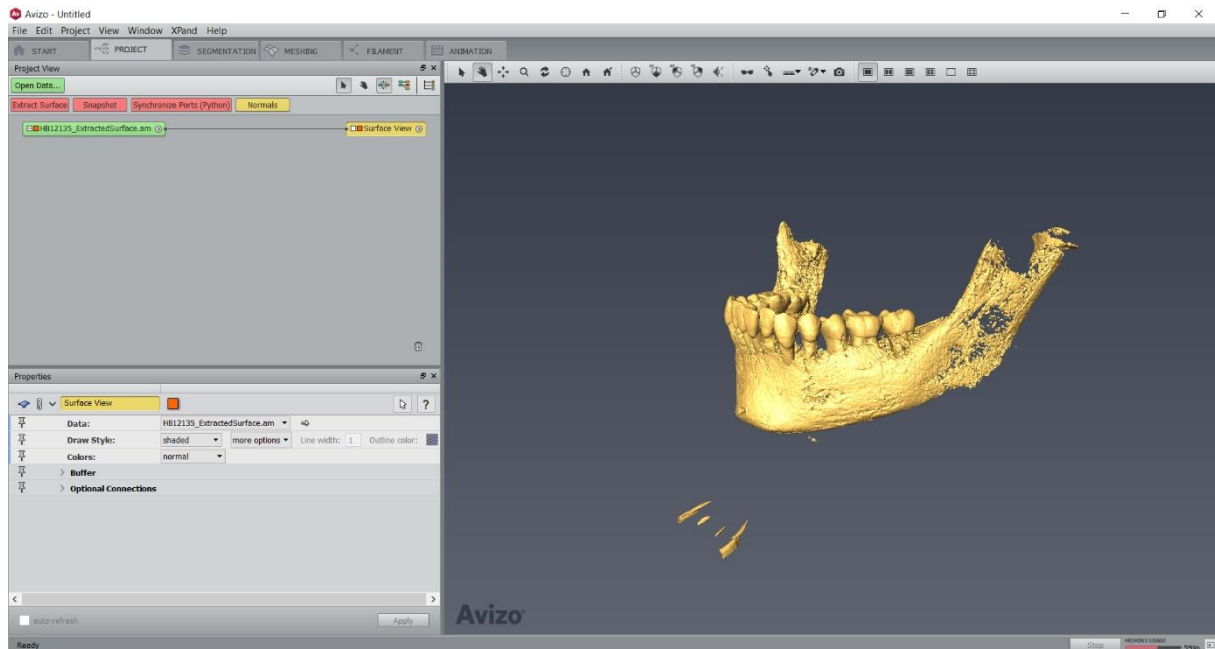 Avizo - Untitled
File Edit Project View Window XPand Help
START PROJECT SEGMENTATION MESHING FILAMENT ANIMATION
Project View
Open Data...
Extract Surface Snapshot Synchronize Ports (Python) Normals
HB12135_ExtractedSurface.am Surface View
Properties
Surface View ?
Data: HB12135_ExtractedSurface.am
Draw Style: shaded more options Line width: 1 Outline color:
Colors: normal
Buffer
Optional Connections
auto-refresh Apply
Avizo
Ready Stop MEMORY USAGE 59%